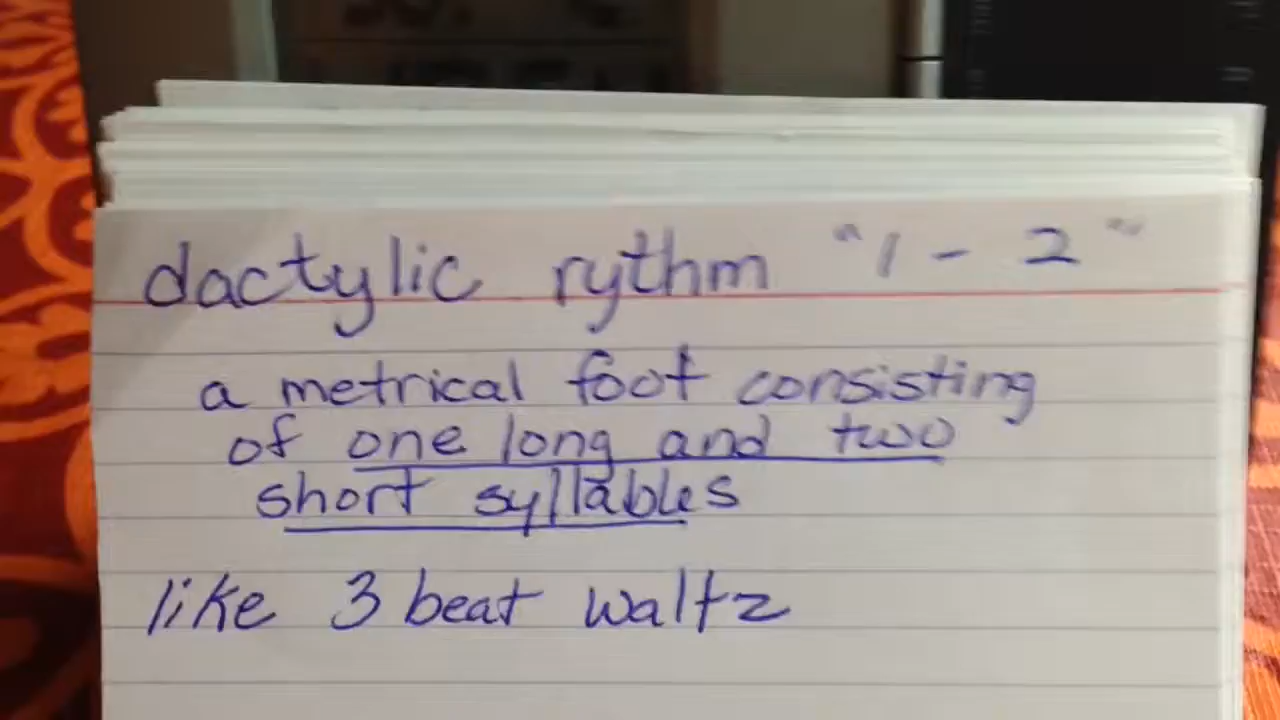 dactylic rythm "1 - 2"
a metrical foot consisting
of one long and two
short syllables
like 3 beat waltz